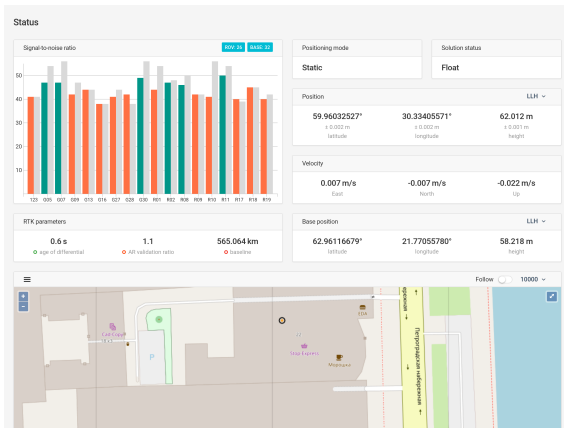 Status
Signal-to-noise ratio
ROV: 26 BASE: 32
50
40
30
20
10
123 G05 G07 G09 G13 G16 G27 G28 G30 R01 R02 R08 R09 R10 R11 R17 R18 R19
Positioning mode
Static
Solution status
Float
Position
LLH
59.96032527° 30.33405571° 62.012 m
± 0.002 m ± 0.002 m ± 0.001 m
latitude longitude height
Velocity
0.007 m/s -0.007 m/s -0.022 m/s
East North Up
RTK parameters
0.6 s 1.1 565.064 km
age of differential AR validation ratio baseline
Base position
LLH
62.96116679° 21.77055780° 58.218 m
latitude longitude height
Follow 10000
+
−
P
CDA
Stop Express
Морошка
Петроградская набережная